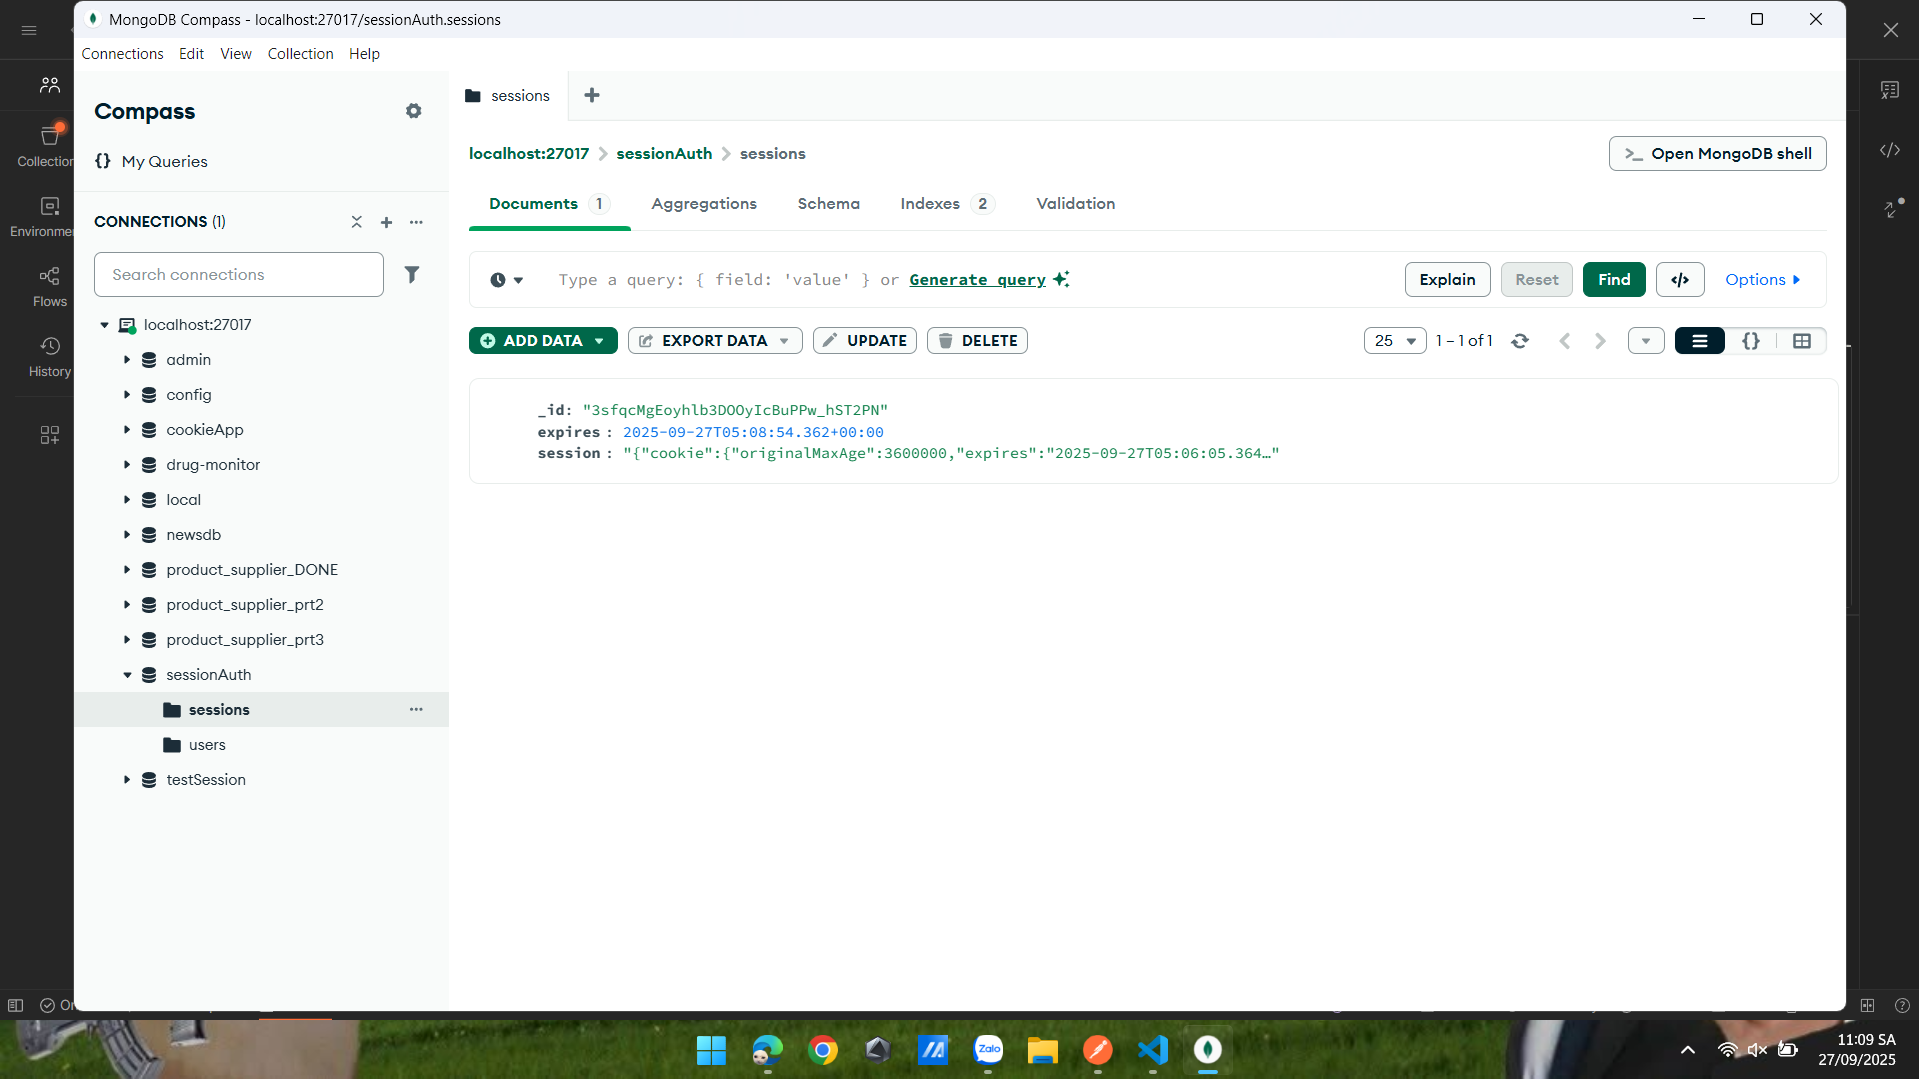 MongoDB Compass - localhost:27017/sessionAuth.sessions
Connections Edit View Collection Help
Compass
{} My Queries
CONNECTIONS (1)
Search connections
localhost:27017
admin
config
cookieApp
drug-monitor
local
newsdb
product_supplier_DONE
product_supplier_prt2
product_supplier_prt3
sessionAuth
sessions
users
testSession
sessions
localhost:27017 > sessionAuth > sessions
>_ Open MongoDB shell
Documents 1 Aggregations Schema Indexes 2 Validation
Type a query: { field: 'value' } or Generate query
Explain Reset Find </> Options
ADD DATA EXPORT DATA UPDATE DELETE
25 1 – 1 of 1 {}
_id: "3sfqcMgEoyhlb3DOOyIcBuPPw_hST2PN"
expires : 2025-09-27T05:08:54.362+00:00
session : "{"cookie":{"originalMaxAge":3600000,"expires":"2025-09-27T05:06:05.364…"
Collection
Environme
Flows
History
Zalo
11:09 SA
27/09/2025